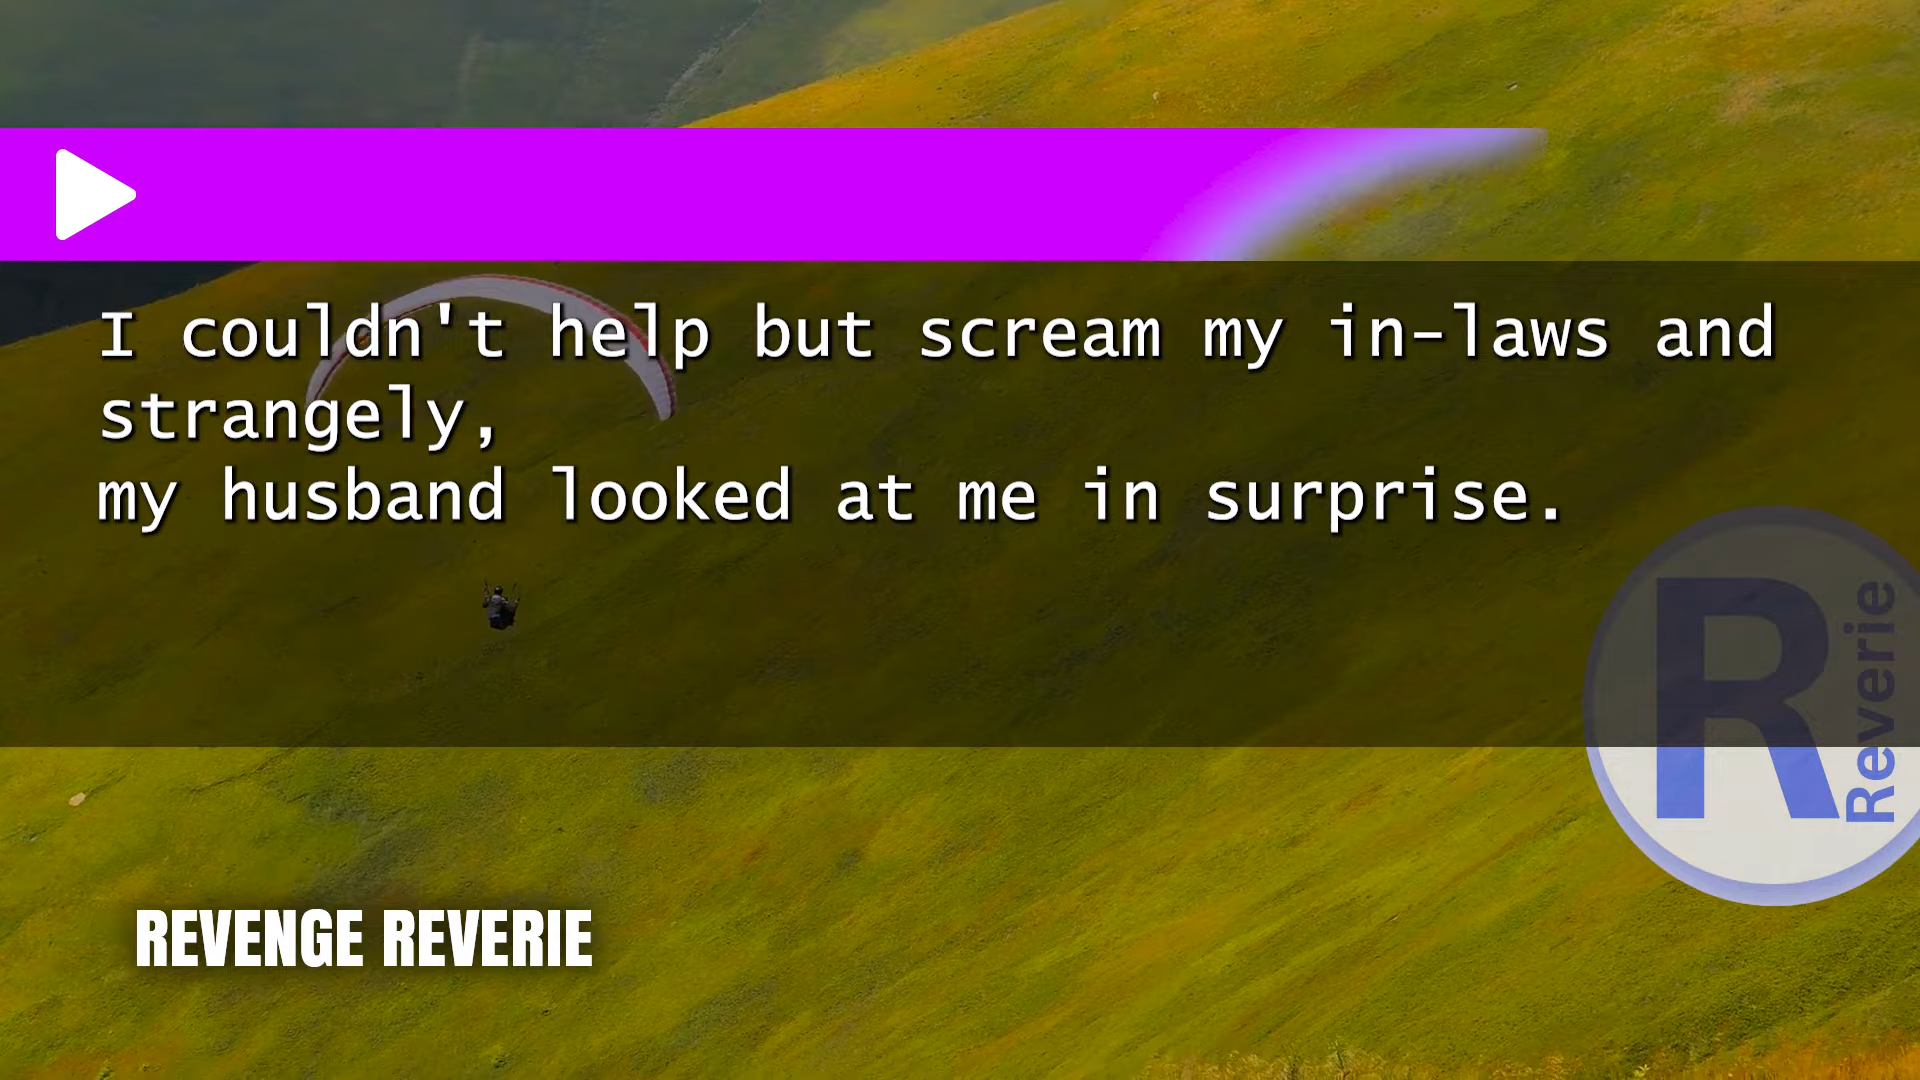 I couldn't help but scream my in-laws and
strangely,
my husband looked at me in surprise.
R
Reverie
REVENGE REVERIE